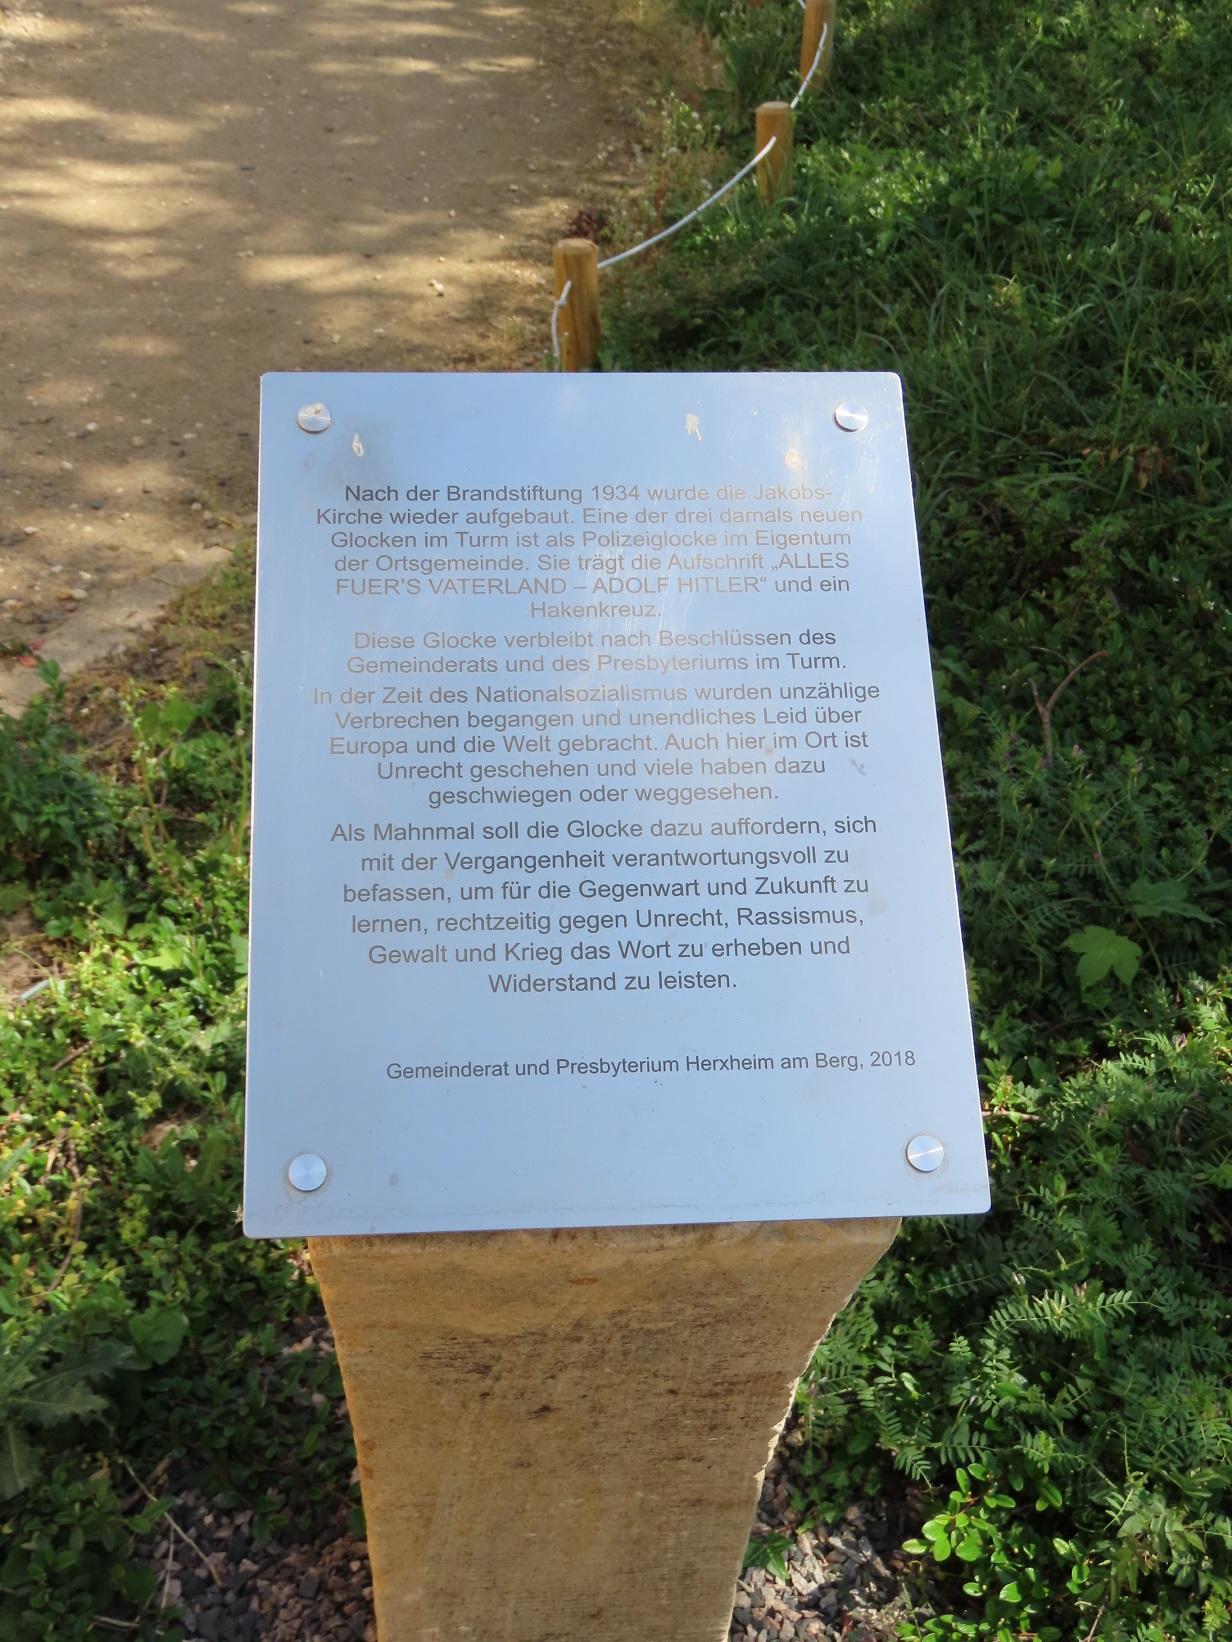 Nach der Brandstiftung 1934 wurde die Jakobs-
Kirche wieder aufgebaut. Eine der drei damals neuen
Glocken im Turm ist als Polizeiglocke im Eigentum
der Ortsgemeinde. Sie trägt die Aufschrift „ALLES
FUER'S VATERLAND – ADOLF HITLER“ und ein
Hakenkreuz.
Diese Glocke verbleibt nach Beschlüssen des
Gemeinderats und des Presbyteriums im Turm.
In der Zeit des Nationalsozialismus wurden unzählige
Verbrechen begangen und unendliches Leid über
Europa und die Welt gebracht. Auch hier im Ort ist
Unrecht geschehen und viele haben dazu
geschwiegen oder weggesehen.
Als Mahnmal soll die Glocke dazu auffordern, sich
mit der Vergangenheit verantwortungsvoll zu
befassen, um für die Gegenwart und Zukunft zu
lernen, rechtzeitig gegen Unrecht, Rassismus,
Gewalt und Krieg das Wort zu erheben und
Widerstand zu leisten.
Gemeinderat und Presbyterium Herxheim am Berg, 2018